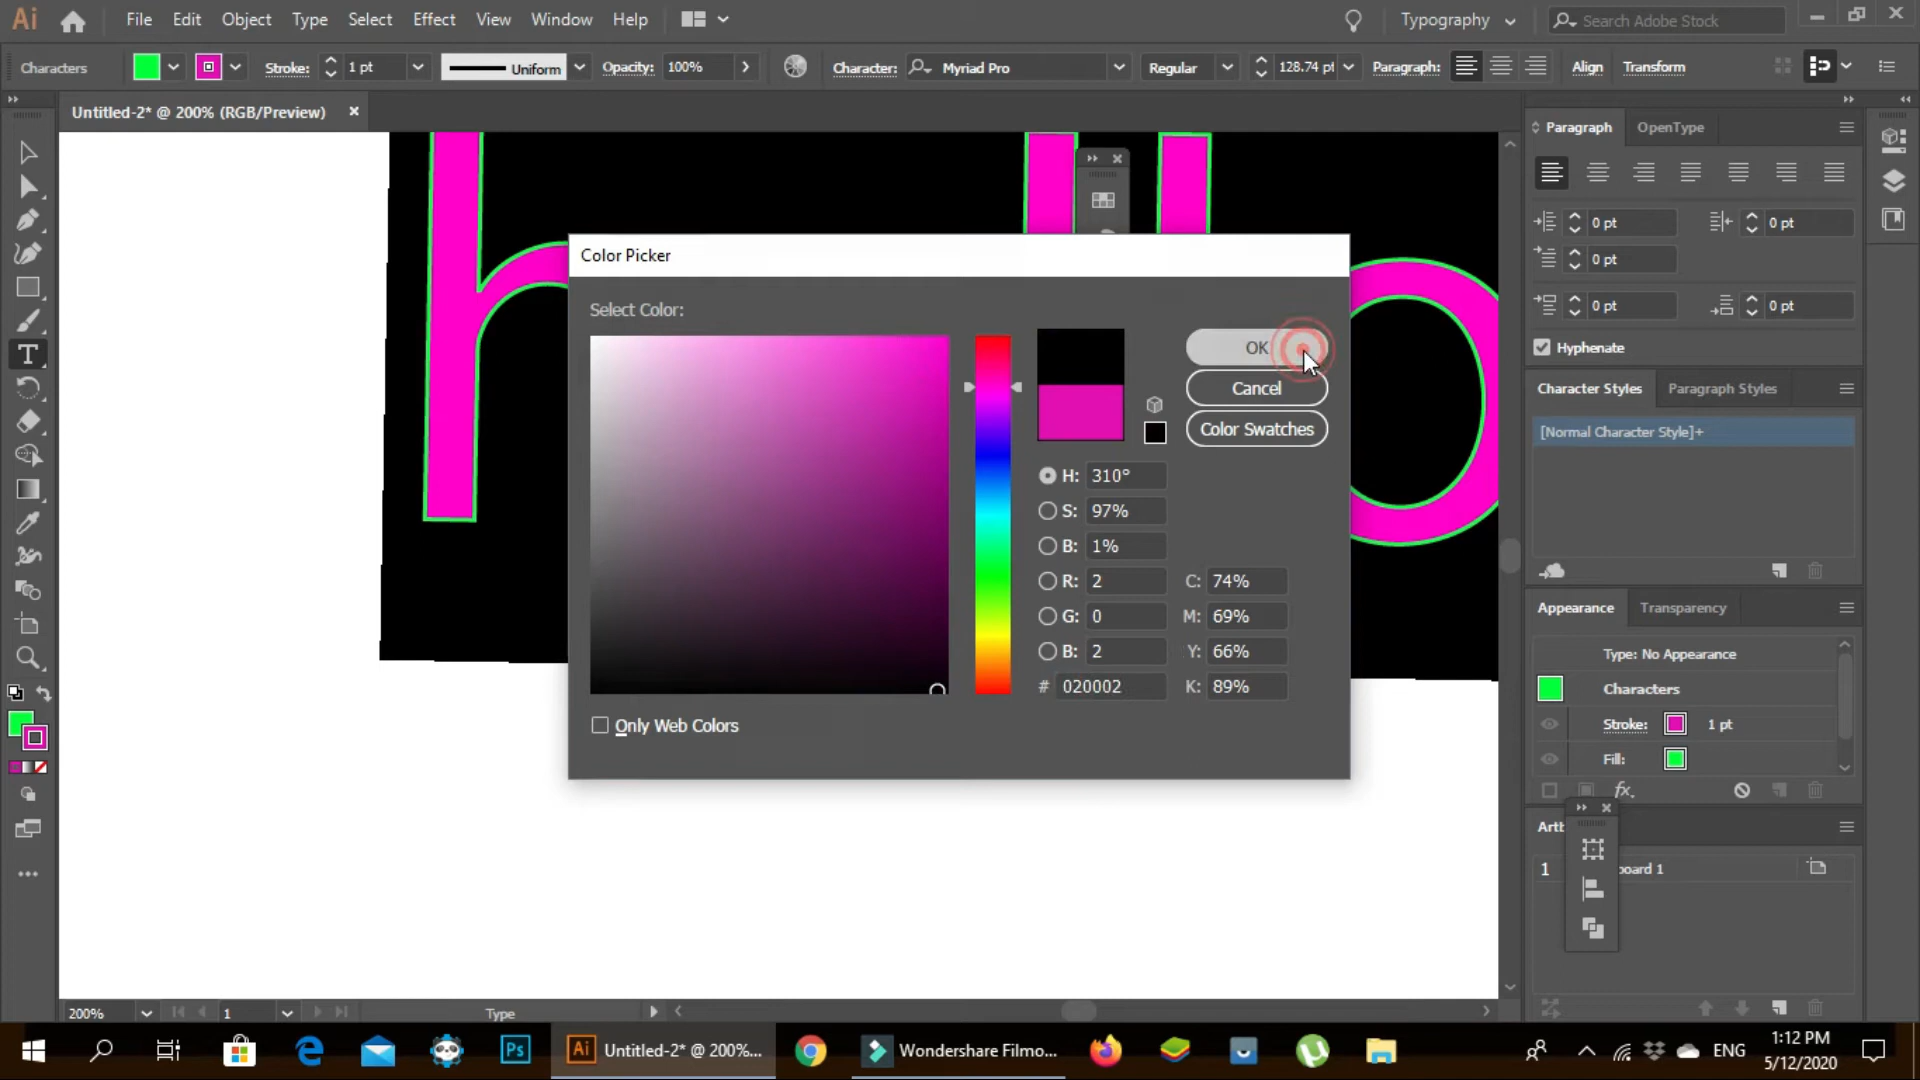 Ai File Edit Object Type Select Effect View Window Help Typography Search Adobe Stock
Characters Stroke: 1 pt Uniform Opacity: 100% Character: Myriad Pro Regular 128.74 pt Paragraph: Align Transform
Untitled-2* @ 200% (RGB/Preview)
Paragraph OpenType
0 pt 0 pt
0 pt
0 pt 0 pt
Hyphenate
Character Styles Paragraph Styles
[Normal Character Style]+
Appearance Transparency
Type: No Appearance
Characters
Stroke: 1 pt
Fill:
fx
Artb
1 board 1
h
o
Color Picker
Select Color:
OK
Cancel
Color Swatches
H: 310°
S: 97%
B: 1%
R: 2 C: 74%
G: 0 M: 69%
B: 2 Y: 66%
# 020002 K: 89%
Only Web Colors
200% 1 Type
Ps Ai Untitled-2* @ 200%... Wondershare Filmo... ENG 1:12 PM
5/12/2020